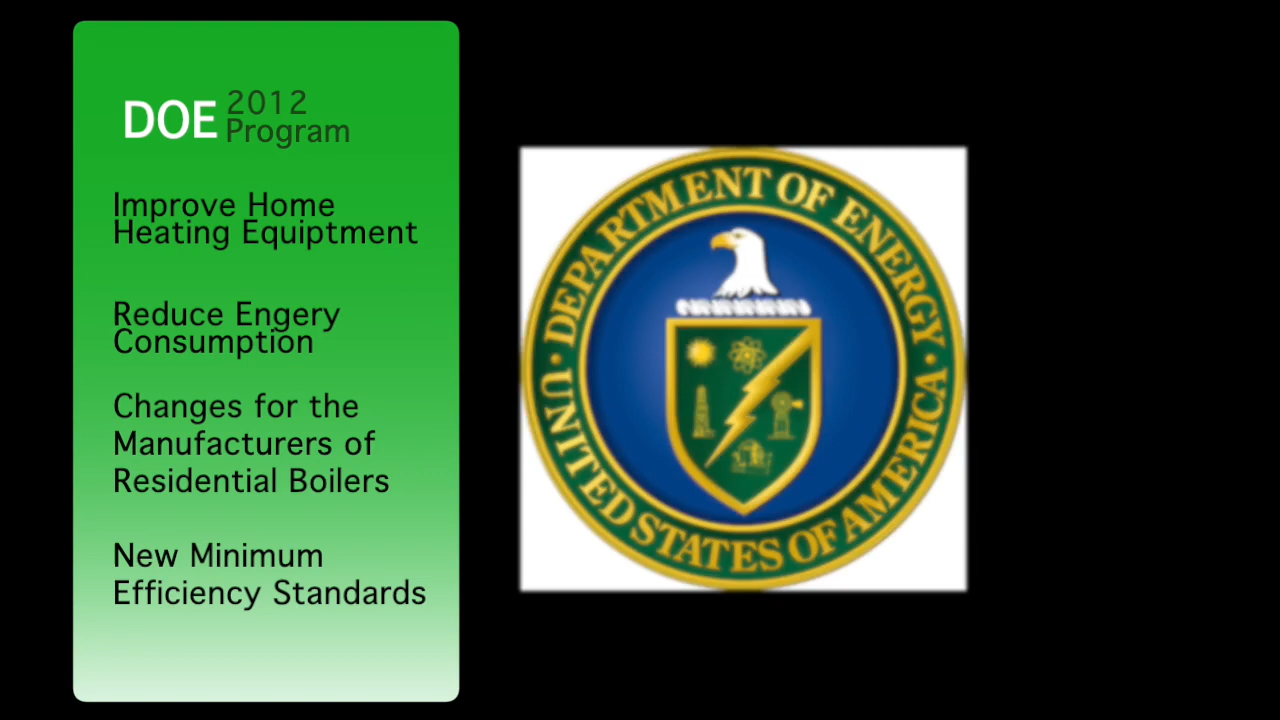 DOE 2012
Program
Improve Home
Heating Equiptment
Reduce Engery
Consumption
Changes for the
Manufacturers of
Residential Boilers
New Minimum
Efficiency Standards
DEPARTMENT OF ENERGY
UNITED STATES OF AMERICA